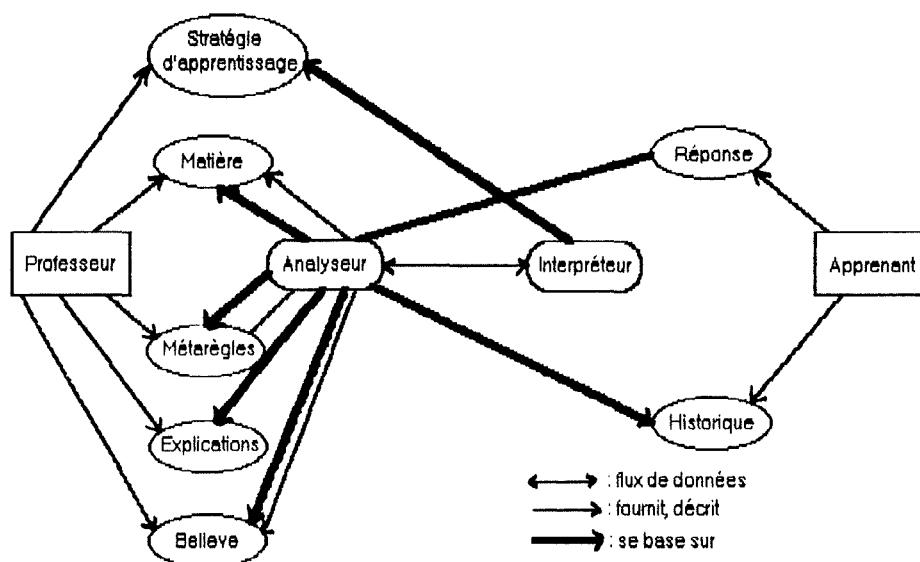 Stratégie
d'apprentissage
Matière
Réponse
Professeur
Analyseur
Interpréteur
Apprenant
Métarègles
Explications
Historique
Believe
: flux de données
: fournit, décrit
: se base sur